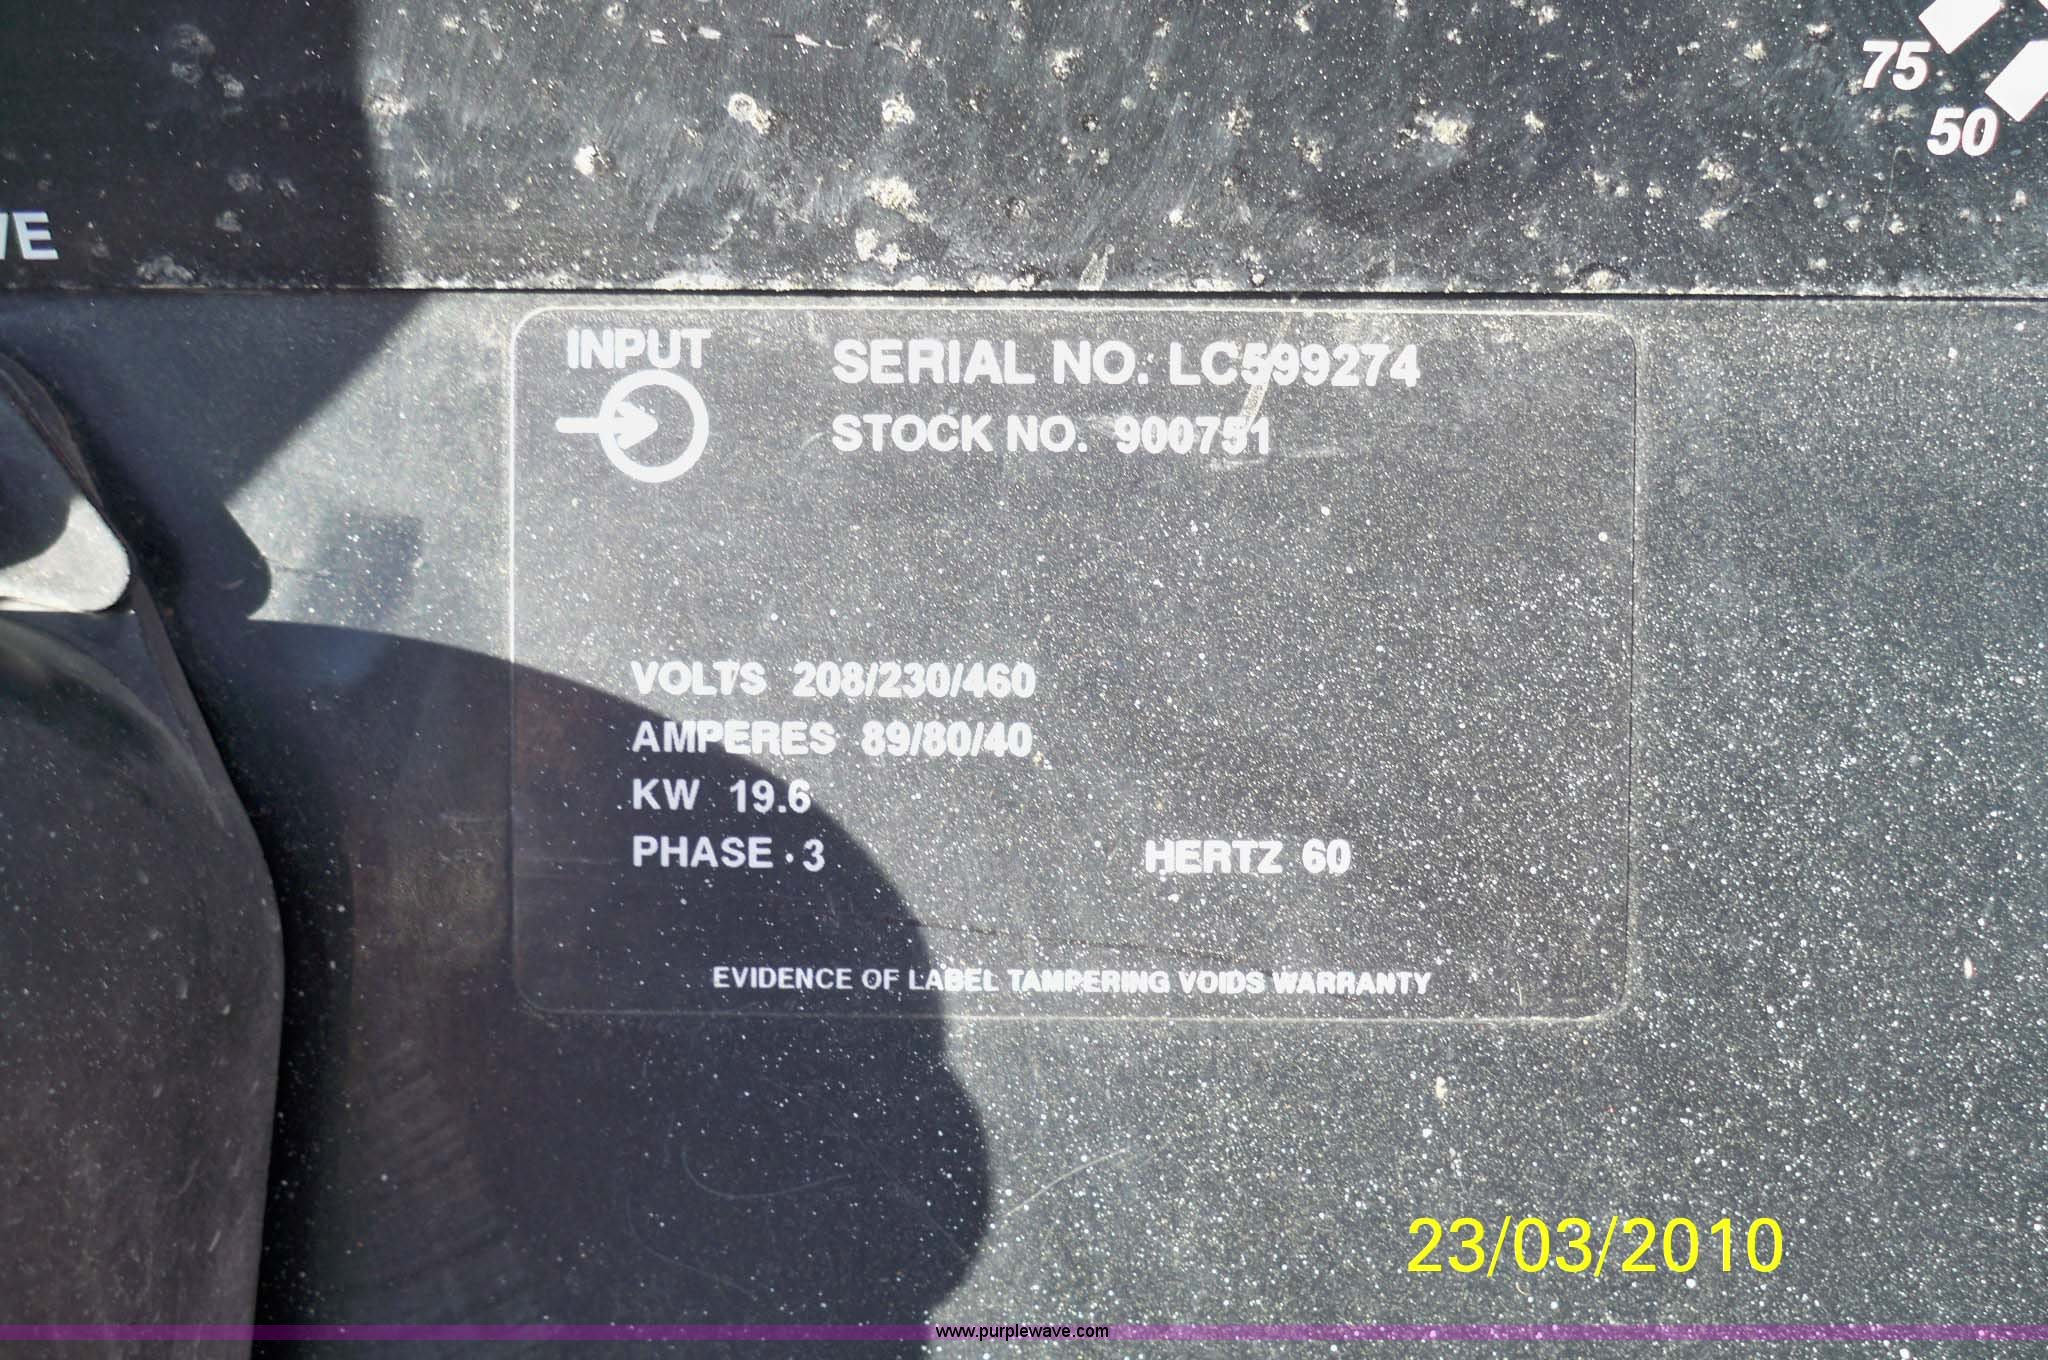 75
50
INPUT
SERIAL NO. LC599274
STOCK NO. 900751
VOLTS 208/230/460
AMPERES 89/80/40
KW 19.6
PHASE 3
HERTZ 60
EVIDENCE OF LABEL TAMPERING VOIDS WARRANTY
23/03/2010
www.purplewave.com